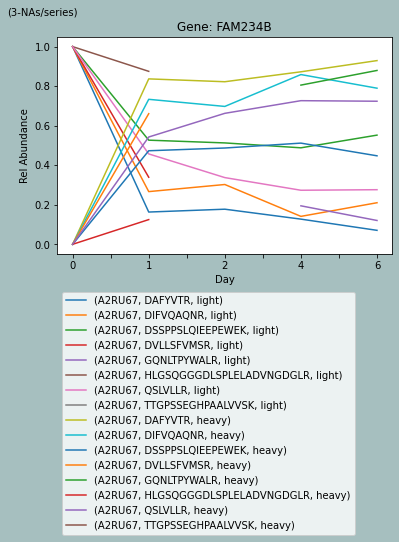 (3-NAs/series)
Gene: FAM234B
1.0
0.8
0.6
0.4
0.2
0.0
Rel Abundance
0 1 2 4 6
Day
(A2RU67, DAFYVTR, light)
(A2RU67, DIFVQAQNR, light)
(A2RU67, DSSPPSLQIEEPEWEK, light)
(A2RU67, DVLLSFVMSR, light)
(A2RU67, GQNLTPYWALR, light)
(A2RU67, HLGSQGGGDLSPLELADVNGDGLR, light)
(A2RU67, QSLVLLR, light)
(A2RU67, TTGPSSEGHPAALVVSK, light)
(A2RU67, DAFYVTR, heavy)
(A2RU67, DIFVQAQNR, heavy)
(A2RU67, DSSPPSLQIEEPEWEK, heavy)
(A2RU67, DVLLSFVMSR, heavy)
(A2RU67, GQNLTPYWALR, heavy)
(A2RU67, HLGSQGGGDLSPLELADVNGDGLR, heavy)
(A2RU67, QSLVLLR, heavy)
(A2RU67, TTGPSSEGHPAALVVSK, heavy)